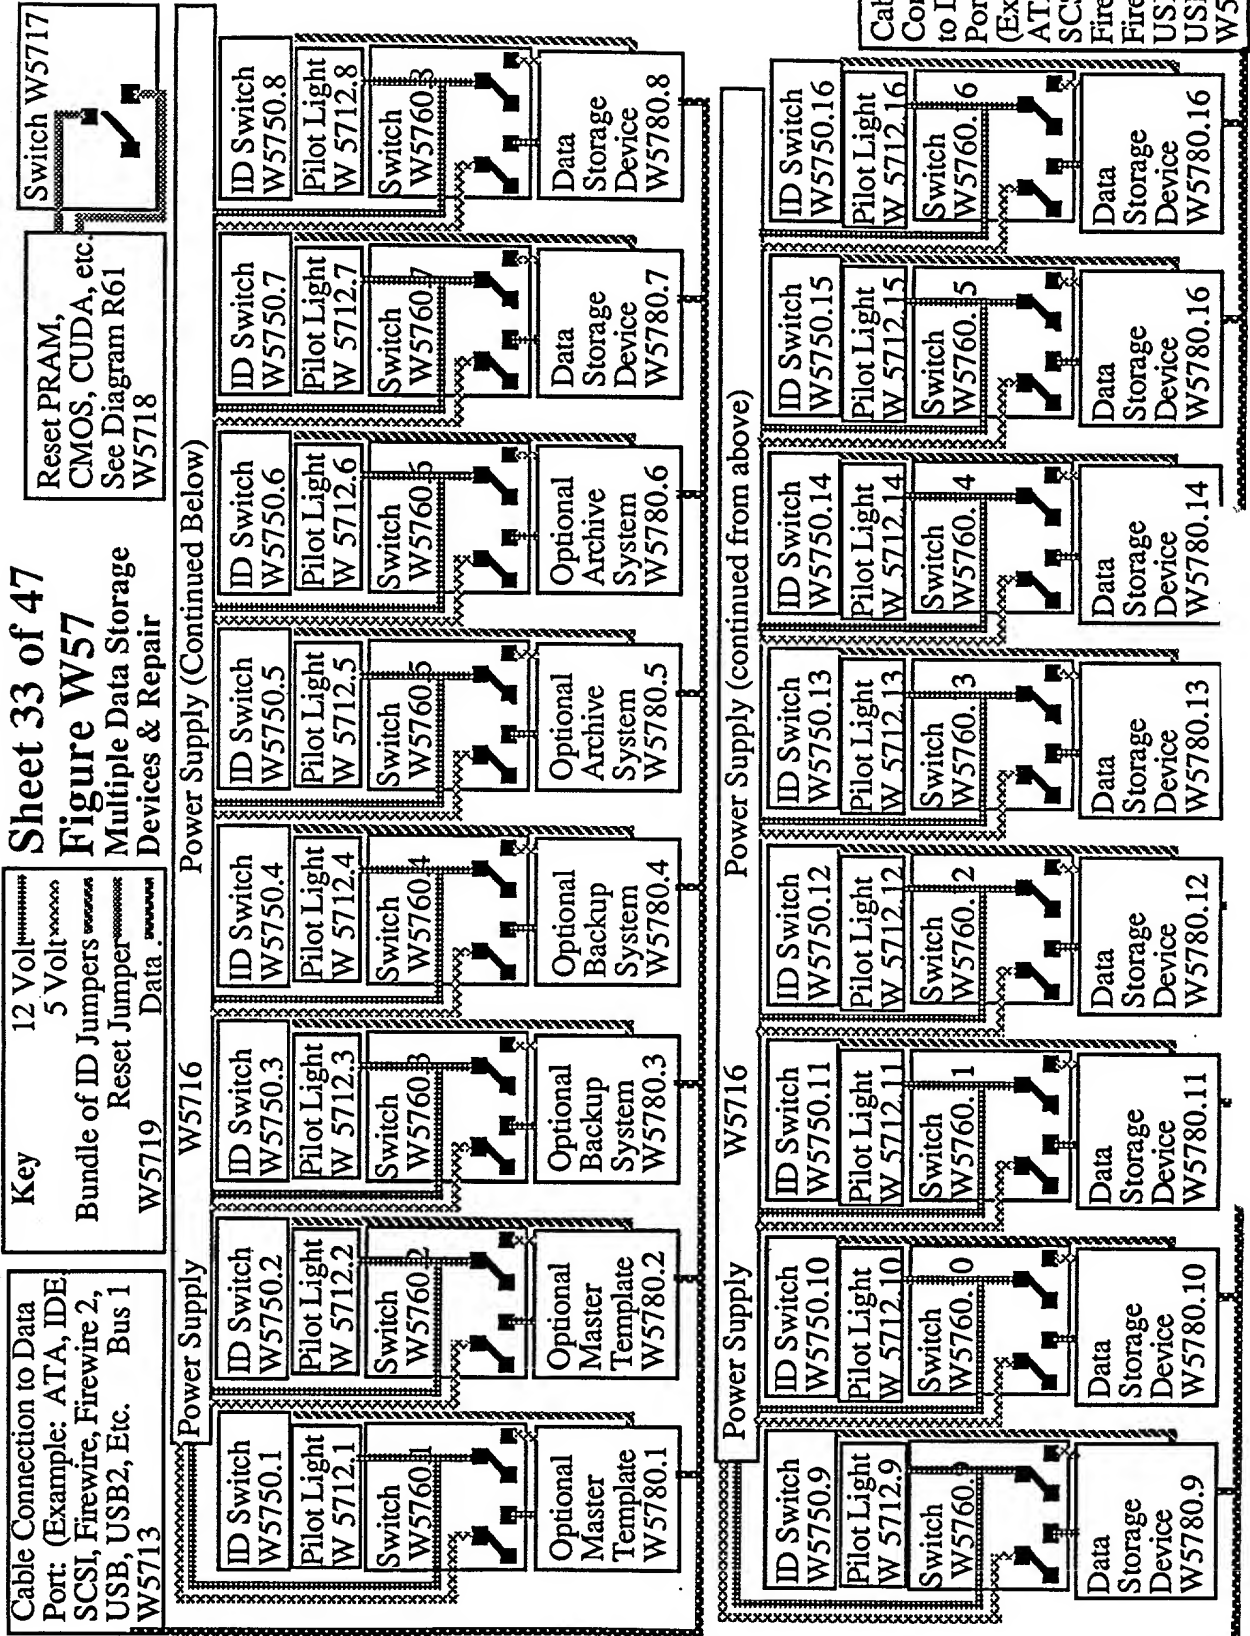 Cable Connection to Data
Port: (Example: ATA, IDE
SCSI, Firewire, Firewire 2,
USB, USB2, Etc. Bus 1
W5713
Key 12 Volt
5 Volt
Bundle of ID Jumpers
Reset Jumper
W5719 Data
Sheet 33 of 47
Figure W57
Multiple Data Storage
Devices & Repair
Reset PRAM,
CMOS, CUDA, etc.
See Diagram R61
W5718
Switch W5717
Power Supply W5716 Power Supply (Continued Below)
ID Switch
W5750.1
Pilot Light
W 5712.1
Switch
W5760.1
Optional
Master
Template
W5780.1
ID Switch
W5750.2
Pilot Light
W 5712.2
Switch
W5760.2
Optional
Master
Template
W5780.2
ID Switch
W5750.3
Pilot Light
W 5712.3
Switch
W5760.3
Optional
Backup
System
W5780.3
ID Switch
W5750.4
Pilot Light
W 5712.4
Switch
W5760.4
Optional
Backup
System
W5780.4
ID Switch
W5750.5
Pilot Light
W 5712.5
Switch
W5760.5
Optional
Archive
System
W5780.5
ID Switch
W5750.6
Pilot Light
W 5712.6
Switch
W5760.6
Optional
Archive
System
W5780.6
ID Switch
W5750.7
Pilot Light
W 5712.7
Switch
W5760.7
Data
Storage
Device
W5780.7
ID Switch
W5750.8
Pilot Light
W 5712.8
Switch
W5760.8
Data
Storage
Device
W5780.8
Power Supply W5716 Power Supply (continued from above)
ID Switch
W5750.9
Pilot Light
W 5712.9
Switch
W5760.9
Data
Storage
Device
W5780.9
ID Switch
W5750.10
Pilot Light
W 5712.10
Switch
W5760. 0
Data
Storage
Device
W5780.10
ID Switch
W5750.11
Pilot Light
W 5712.11
Switch
W5760. 1
Data
Storage
Device
W5780.11
ID Switch
W5750.12
Pilot Light
W 5712.12
Switch
W5760. 2
Data
Storage
Device
W5780.12
ID Switch
W5750.13
Pilot Light
W 5712.13
Switch
W5760. 3
Data
Storage
Device
W5780.13
ID Switch
W5750.14
Pilot Light
W 5712.14
Switch
W5760. 4
Data
Storage
Device
W5780.14
ID Switch
W5750.15
Pilot Light
W 5712.15
Switch
W5760. 5
Data
Storage
Device
W5780.16
ID Switch
W5750.16
Pilot Light
W 5712.16
Switch
W5760. 6
Data
Storage
Device
W5780.16
Cab
Con
to D
Por
(Ex
AT
SCS
Fire
Fire
USI
USI
W5